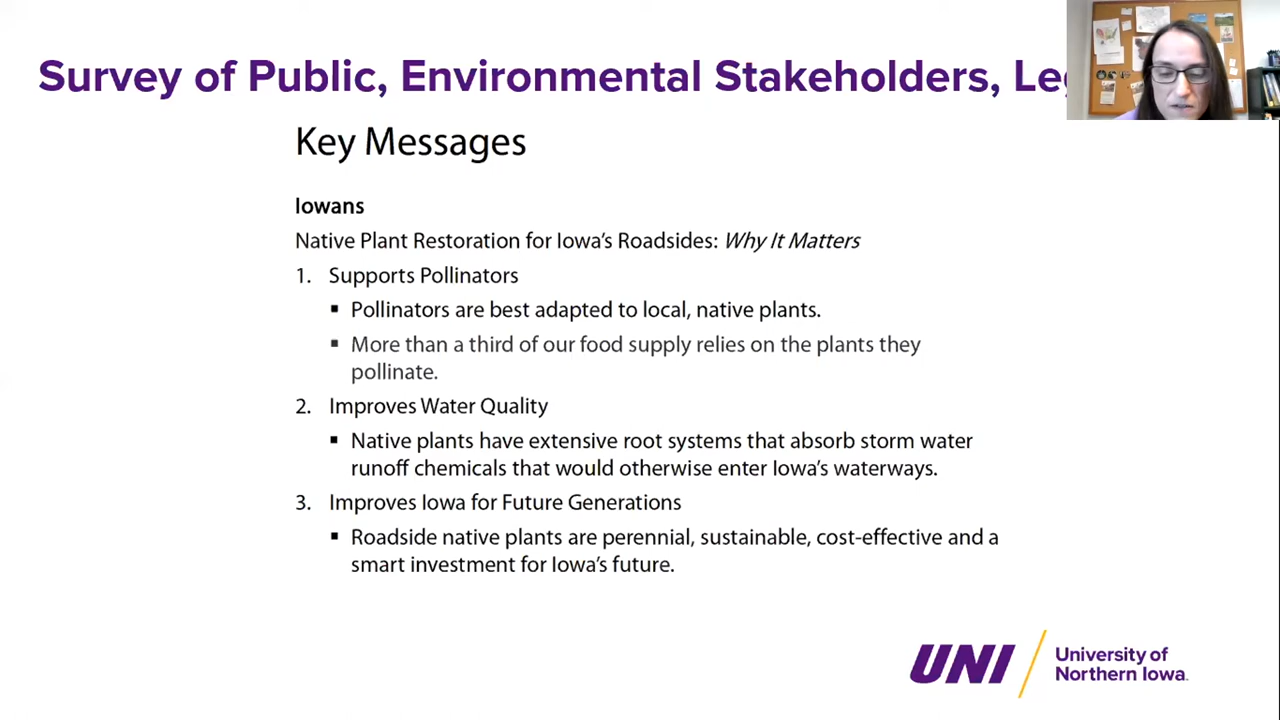 Survey of Public, Environmental Stakeholders,
Key Messages
Iowans
Native Plant Restoration for Iowa's Roadsides: Why It Matters
1. Supports Pollinators
▪ Pollinators are best adapted to local, native plants.
▪ More than a third of our food supply relies on the plants they
pollinate.
2. Improves Water Quality
▪ Native plants have extensive root systems that absorb storm water
runoff chemicals that would otherwise enter Iowa's waterways.
3. Improves Iowa for Future Generations
▪ Roadside native plants are perennial, sustainable, cost-effective and a
smart investment for Iowa's future.
UNI
University of
Northern Iowa.